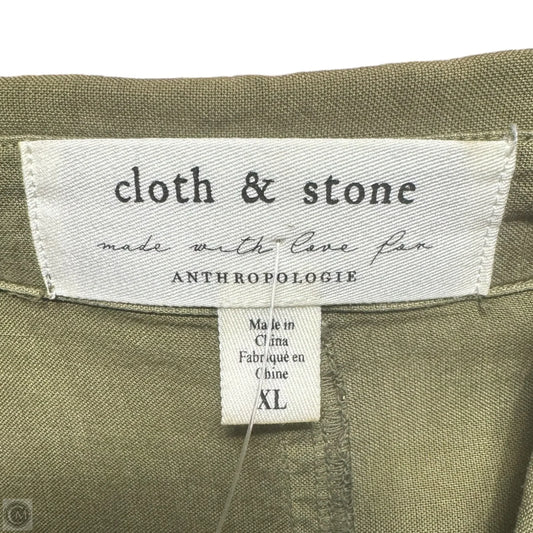 cloth & stone
made with love for
ANTHROPOLOGIE
Made in
China
Fabriqué en
Chine
XL